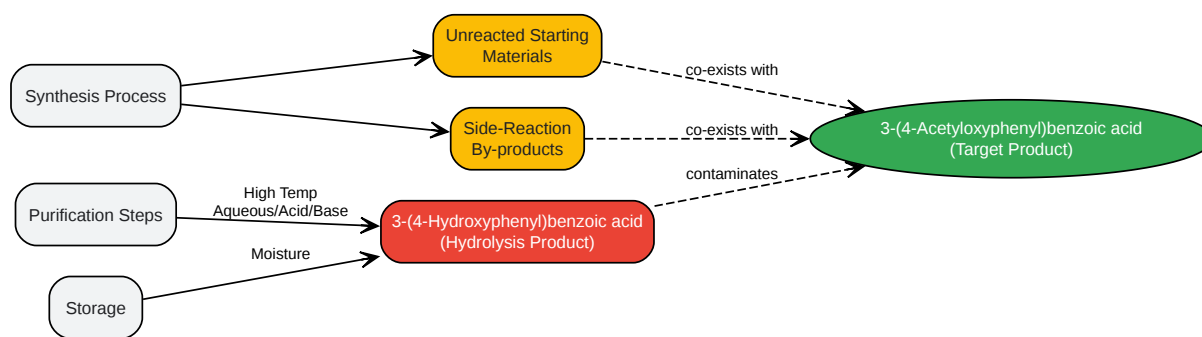 Unreacted Starting
Materials
co-exists with
Synthesis Process
Side-Reaction
By-products
co-exists with
3-(4-Acetyloxyphenyl)benzoic acid
(Target Product)
contaminates
High Temp
Aqueous/Acid/Base
Purification Steps
3-(4-Hydroxyphenyl)benzoic acid
(Hydrolysis Product)
Moisture
Storage